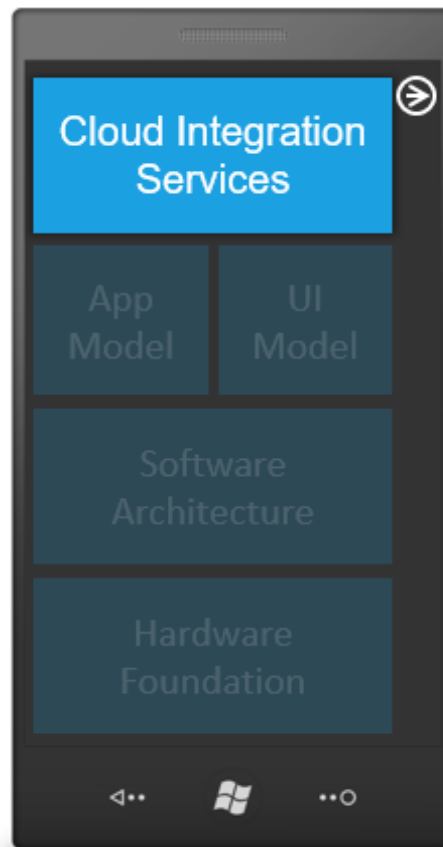 Cloud Integration
Services
App
Model
UI
Model
Software
Architecture
Hardware
Foundation